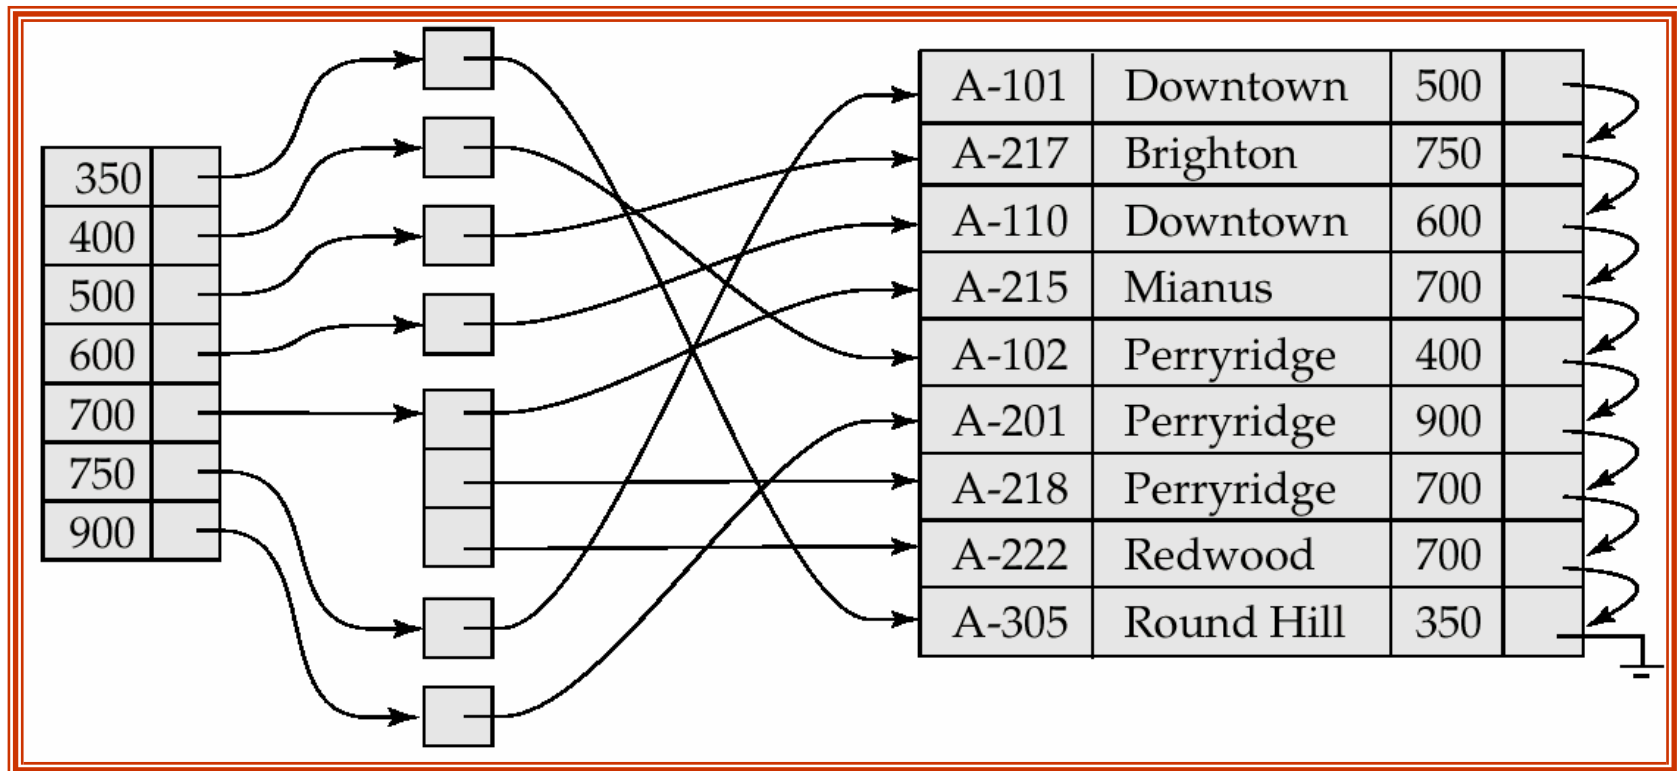 350
400
500
600
700
750
900
A-101 Downtown 500
A-217 Brighton 750
A-110 Downtown 600
A-215 Mianus 700
A-102 Perryridge 400
A-201 Perryridge 900
A-218 Perryridge 700
A-222 Redwood 700
A-305 Round Hill 350